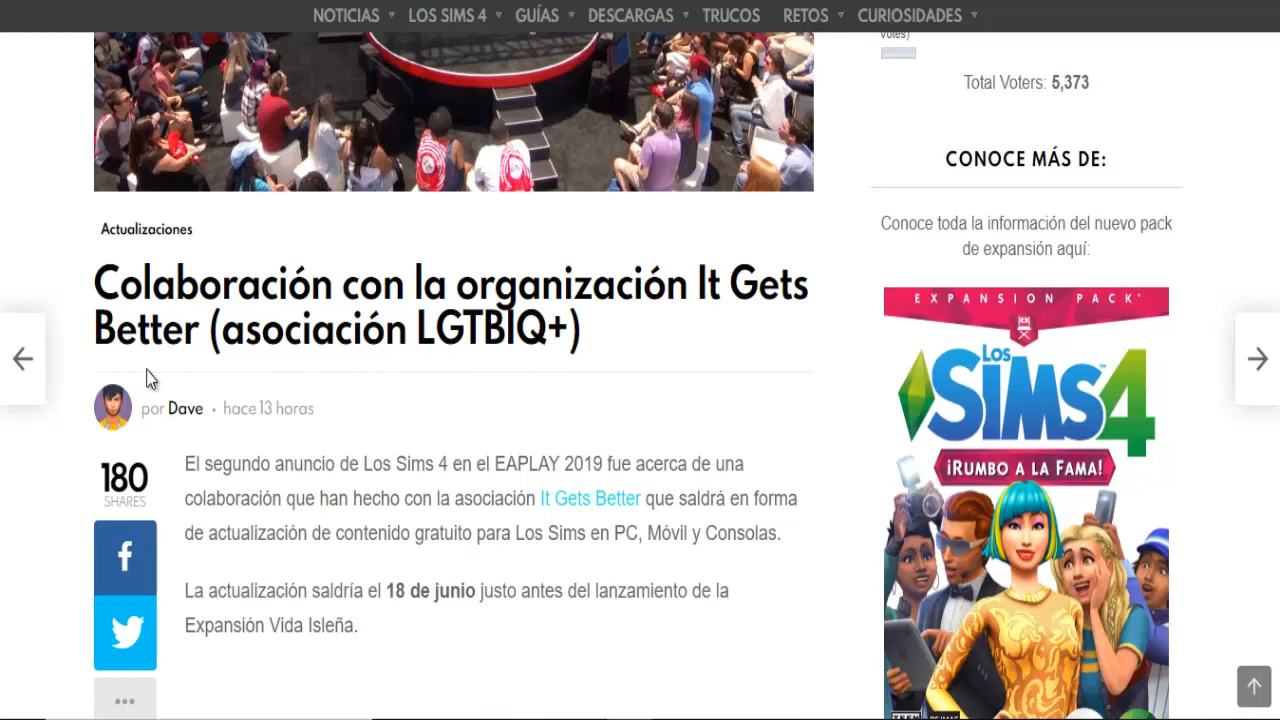 NOTICIAS LOS SIMS 4 GUÍAS DESCARGAS TRUCOS RETOS CURIOSIDADES
votes)
Total Voters: 5,373
CONOCE MÁS DE:
Conoce toda la información del nuevo pack
de expansión aquí:
EXPANSION PACK
LOS
SIMS 4
¡RUMBO A LA FAMA!
Actualizaciones
Colaboración con la organización It Gets
Better (asociación LGTBIQ+)
por Dave • hace 13 horas
180
SHARES
El segundo anuncio de Los Sims 4 en el EAPLAY 2019 fue acerca de una
colaboración que han hecho con la asociación It Gets Better que saldrá en forma
de actualización de contenido gratuito para Los Sims en PC, Móvil y Consolas.
La actualización saldría el 18 de junio justo antes del lanzamiento de la
Expansión Vida Isleña.